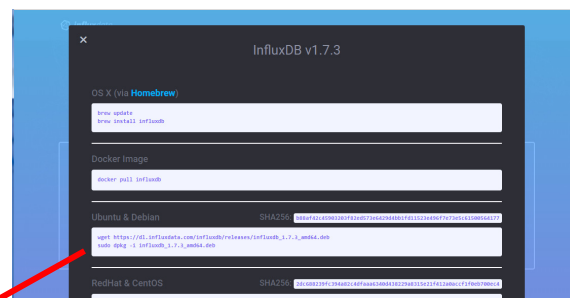 InfluxDB v1.7.3
OS X (via Homebrew)
brew update
brew install influxdb
Docker Image
docker pull influxdb
Ubuntu & Debian
SHA256:
wget https://dl.influxdata.com/influxdb/releases/influxdb_1.7.3_amd64.deb
sudo dpkg -i influxdb_1.7.3_amd64.deb
RedHat & CentOS
SHA256: